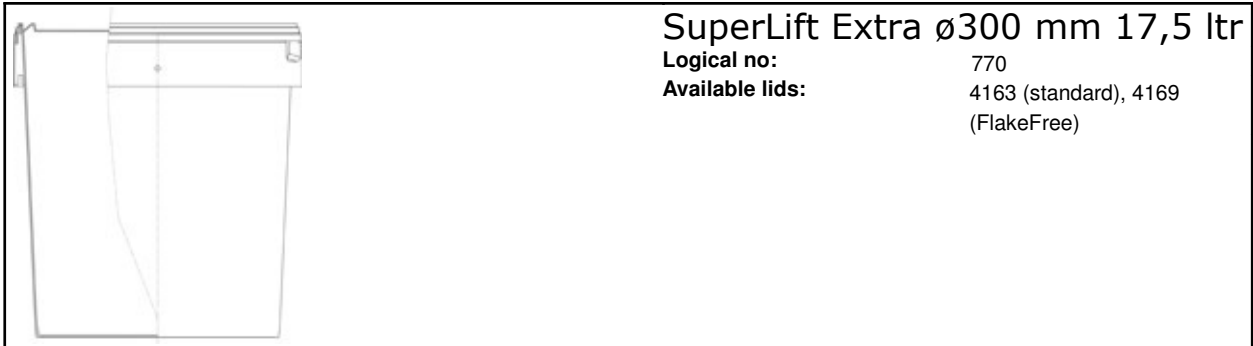 SuperLift Extra ø300 mm 17,5 ltr
Logical no: 770
Available lids: 4163 (standard), 4169
(FlakeFree)